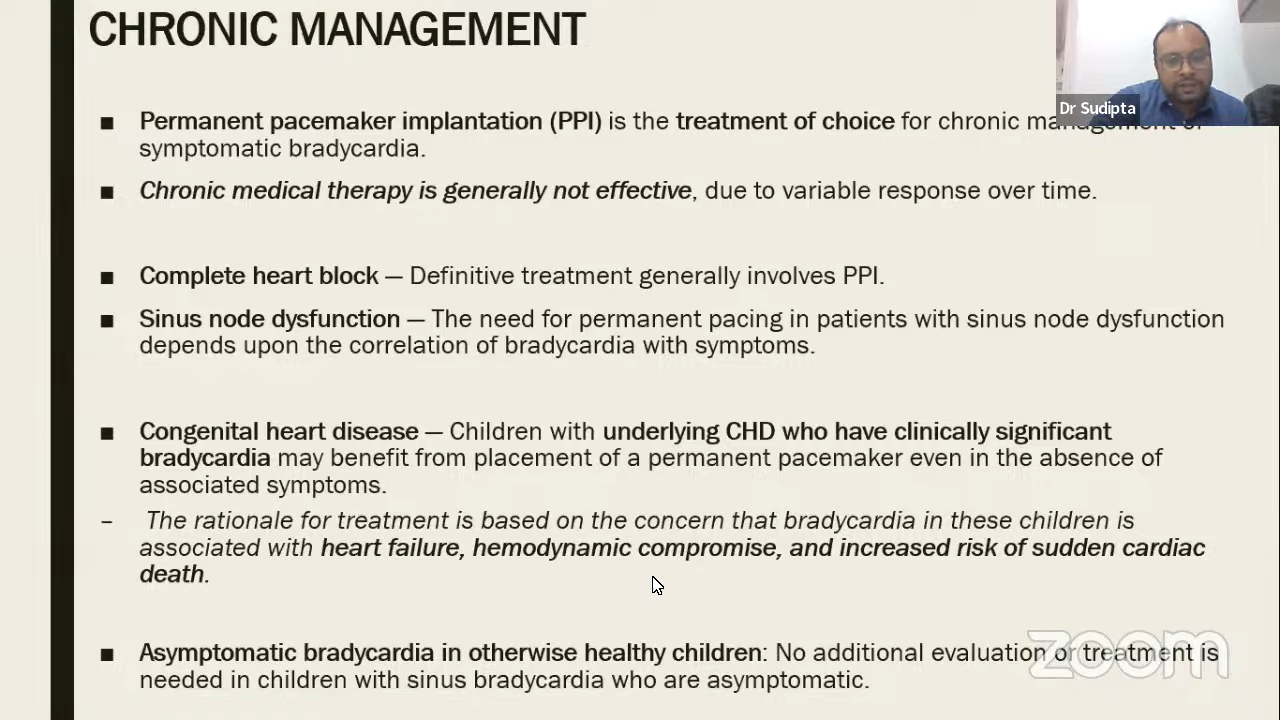 CHRONIC MANAGEMENT
Dr Sudipta
■ Permanent pacemaker implantation (PPI) is the treatment of choice for chronic management of
symptomatic bradycardia.
■ Chronic medical therapy is generally not effective, due to variable response over time.
■ Complete heart block — Definitive treatment generally involves PPI.
■ Sinus node dysfunction — The need for permanent pacing in patients with sinus node dysfunction
depends upon the correlation of bradycardia with symptoms.
■ Congenital heart disease — Children with underlying CHD who have clinically significant
bradycardia may benefit from placement of a permanent pacemaker even in the absence of
associated symptoms.
– The rationale for treatment is based on the concern that bradycardia in these children is
associated with heart failure, hemodynamic compromise, and increased risk of sudden cardiac
death.
■ Asymptomatic bradycardia in otherwise healthy children: No additional evaluation or treatment is
needed in children with sinus bradycardia who are asymptomatic.
zoom